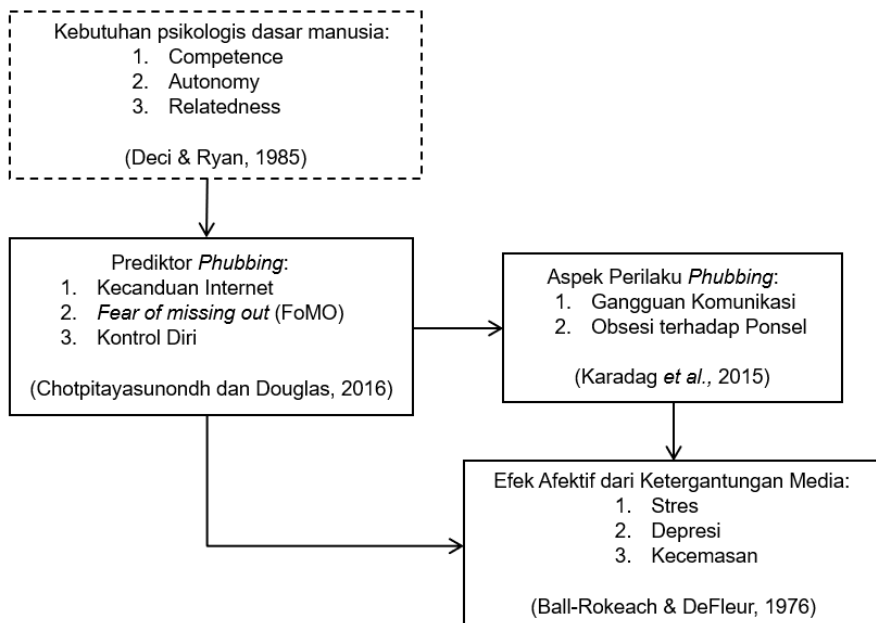 Kebutuhan psikologis dasar manusia:
1. Competence
2. Autonomy
3. Relatedness
(Deci & Ryan, 1985)
Prediktor Phubbing:
1. Kecanduan Internet
2. Fear of missing out (FoMO)
3. Kontrol Diri
(Chotpitayasunondh dan Douglas, 2016)
Aspek Perilaku Phubbing:
1. Gangguan Komunikasi
2. Obsesi terhadap Ponsel
(Karadag et al., 2015)
Efek Afektif dari Ketergantungan Media:
1. Stres
2. Depresi
3. Kecemasan
(Ball-Rokeach & DeFleur, 1976)